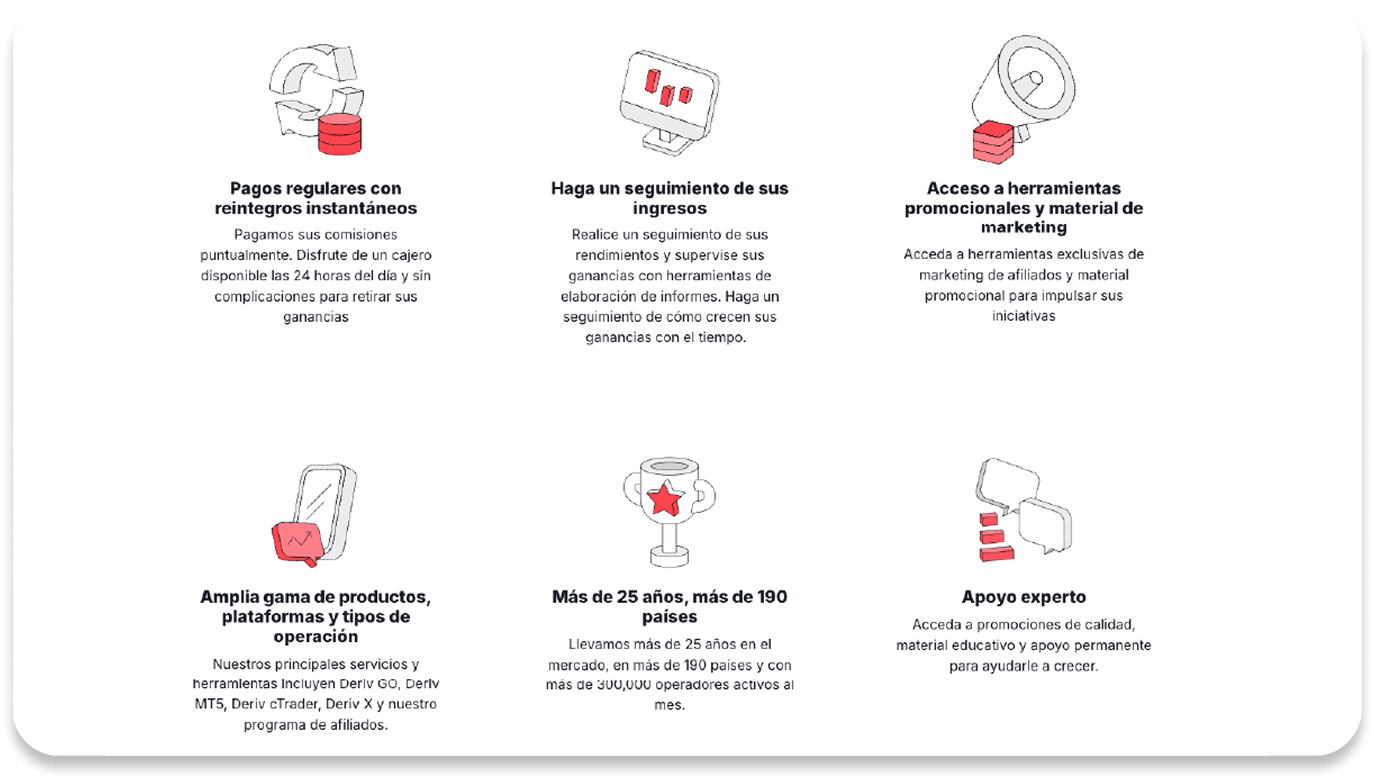 Pagos regulares con
reintegros instantáneos
Pagamos sus comisiones
puntualmente. Disfrute de un cajero
disponible las 24 horas del día y sin
complicaciones para retirar sus
ganancias
Haga un seguimiento de sus
ingresos
Realice un seguimiento de sus
rendimientos y supervise sus
ganancias con herramientas de
elaboración de informes. Haga un
seguimiento de cómo crecen sus
ganancias con el tiempo.
Acceso a herramientas
promocionales y material de
marketing
Acceda a herramientas exclusivas de
marketing de afiliados y material
promocional para impulsar sus
iniciativas
Amplia gama de productos,
plataformas y tipos de
operación
Nuestros principales servicios y
herramientas incluyen Deriv GO, Deriv
MT5, Deriv cTrader, Deriv X y nuestro
programa de afiliados.
Más de 25 años, más de 190
países
Llevamos más de 25 años en el
mercado, en más de 190 países y con
más de 300,000 operadores activos al
mes.
Apoyo experto
Acceda a promociones de calidad,
material educativo y apoyo permanente
para ayudarle a crecer.